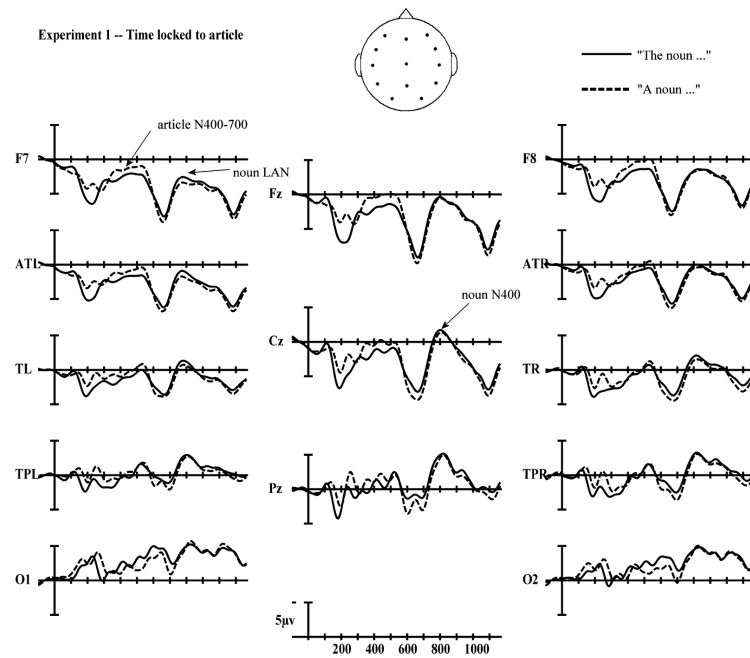 Experiment 1 -- Time locked to article
"The noun ..."
"A noun ..."
article N400-700
noun LAN
F7
Fz
F8
ATL
ATR
noun N400
Cz
TL
TR
TPL
Pz
TPR
O1
O2
5μv
200 400 600 800 1000